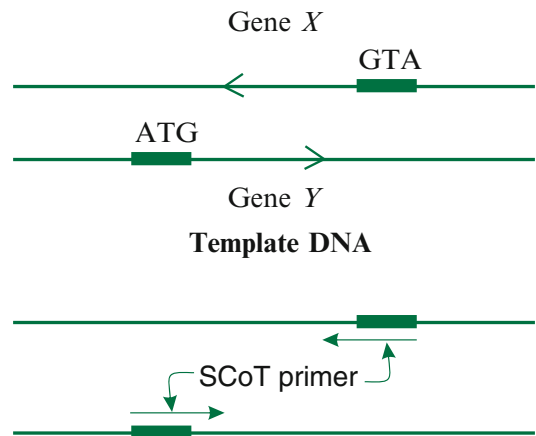 Gene X
GTA
ATG
Gene Y
Template DNA
SCoT primer